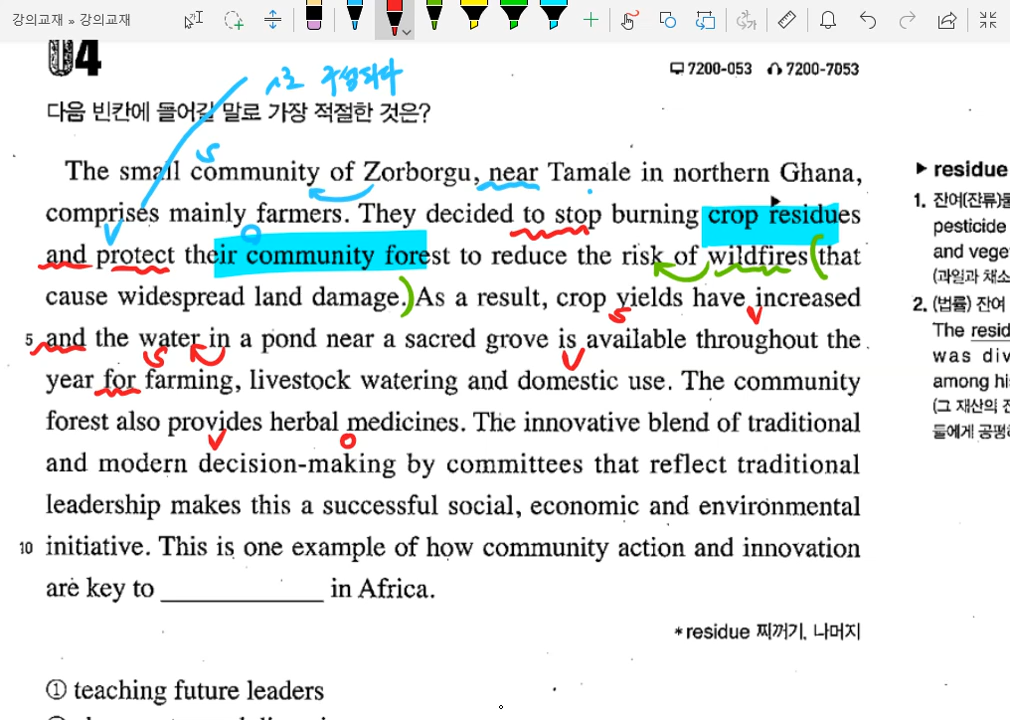 강의교재 » 강의교재
04
7200-053 7200-7053
로 구성되다
다음 빈칸에 들어갈 말로 가장 적절한 것은?
S
The small community of Zorborgu, near Tamale in northern Ghana,
comprises mainly farmers. They decided to stop burning crop residues
and protect their community forest to reduce the risk of wildfires (that
cause widespread land damage.) As a result, crop yields have increased
5 and the water in a pond near a sacred grove is available throughout the
year for farming, livestock watering and domestic use. The community
forest also provides herbal medicines. The innovative blend of traditional
and modern decision-making by committees that reflect traditional
leadership makes this a successful social, economic and environmental
10 initiative. This is one example of how community action and innovation
are key to ____________ in Africa.
*residue 찌꺼기, 나머지
① teaching future leaders
▶ residue
1. 잔여(잔류)물
pesticide
and vege
(과일과 채소
2. (법률) 잔여
The resid
was div
among his
(그 재산의 잔
들에게 공평하